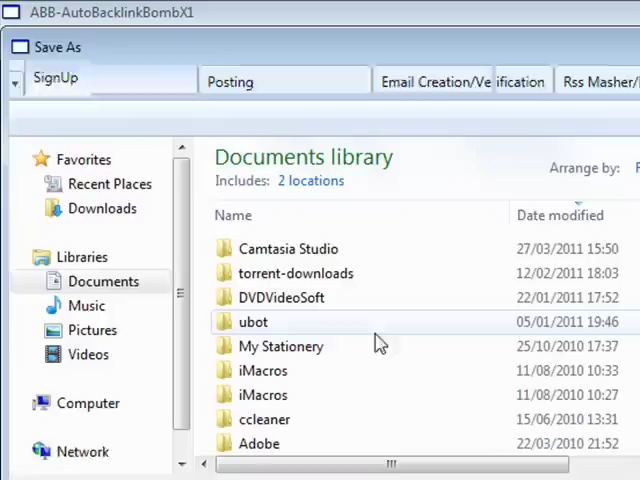 ABB-AutoBacklinkBombX1
Save As
SignUp
Posting
Email Creation/Ve ification
Rss Masher/
Documents library
Includes: 2 locations
Arrange by:
Favorites
Recent Places
Downloads
Libraries
Documents
Music
Pictures
Videos
Computer
Network
Name Date modified
Camtasia Studio 27/03/2011 15:50
torrent-downloads 12/02/2011 18:03
DVDVideoSoft 22/01/2011 17:52
ubot 05/01/2011 19:46
My Stationery 25/10/2010 17:37
iMacros 11/08/2010 10:33
iMacros 11/08/2010 10:27
ccleaner 15/06/2010 13:31
Adobe 22/03/2010 21:52